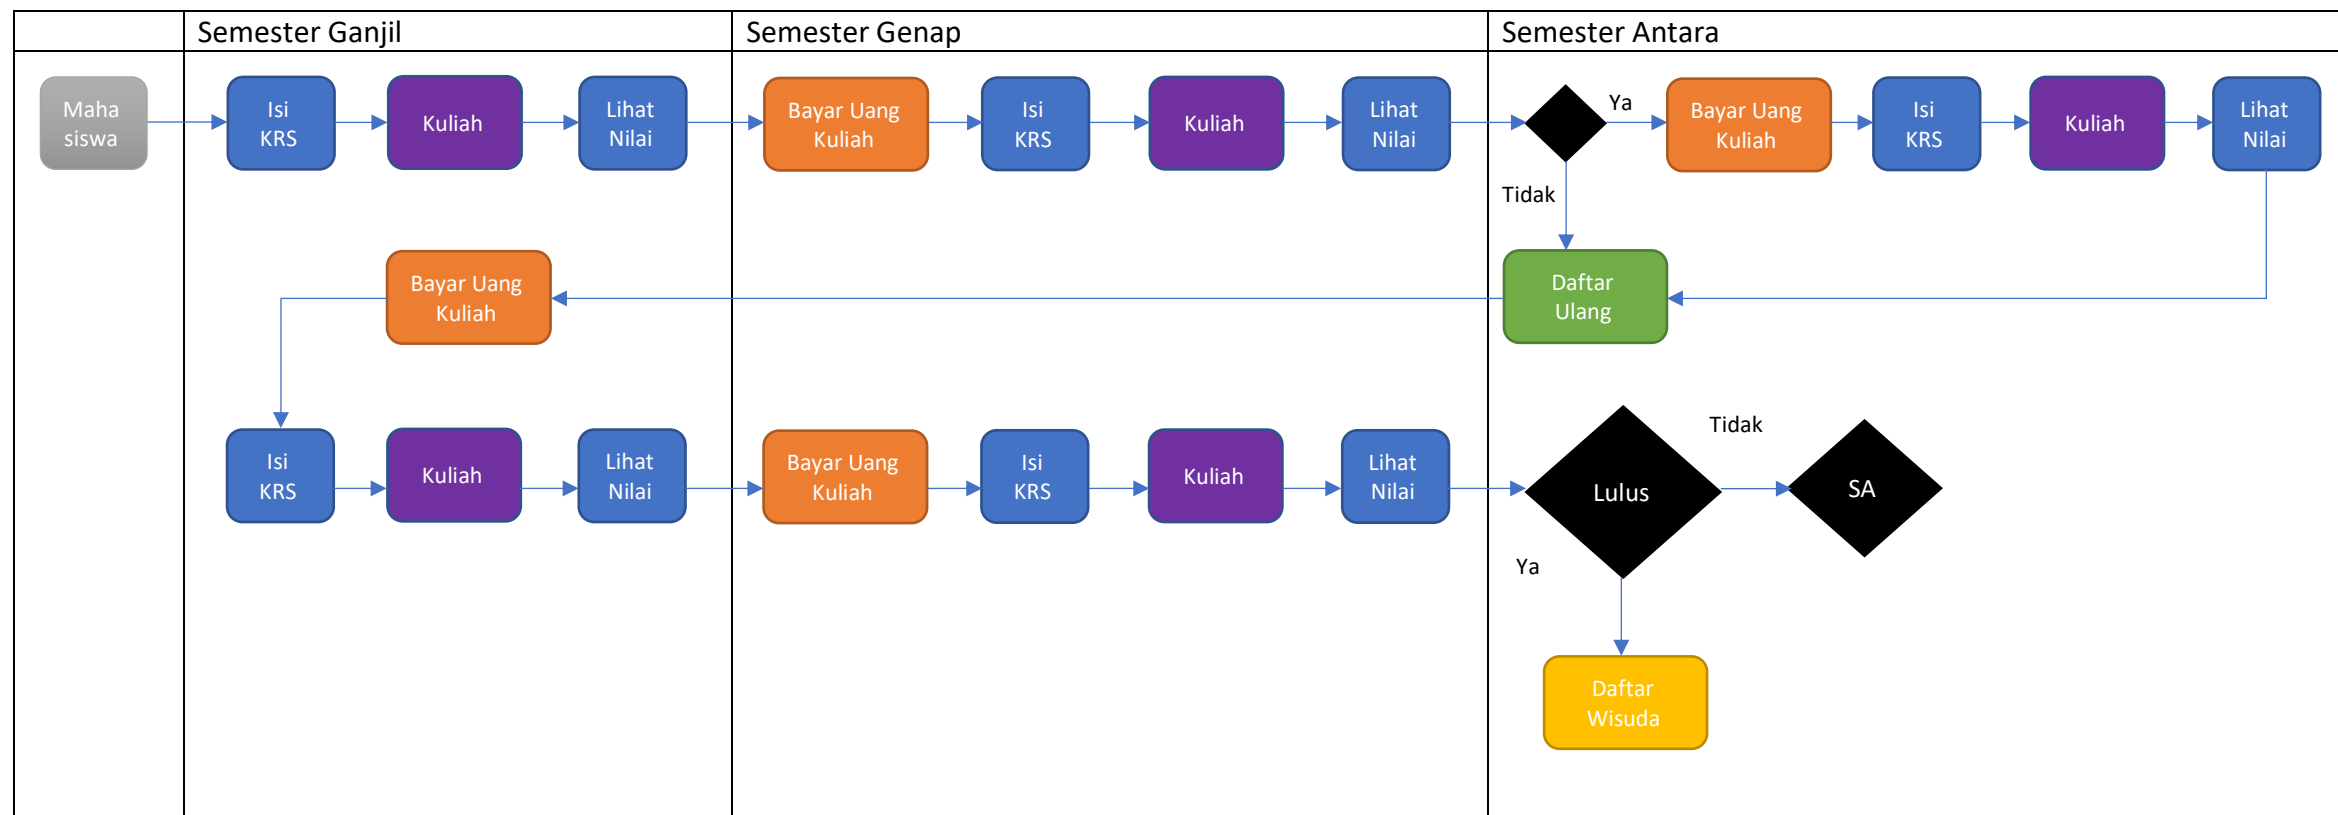 Semester Ganjil
Semester Genap
Semester Antara
Maha
siswa
Isi
KRS
Kuliah
Lihat
Nilai
Bayar Uang
Kuliah
Isi
KRS
Kuliah
Lihat
Nilai
Ya
Tidak
Bayar Uang
Kuliah
Isi
KRS
Kuliah
Lihat
Nilai
Bayar Uang
Kuliah
Daftar
Ulang
Isi
KRS
Kuliah
Lihat
Nilai
Bayar Uang
Kuliah
Isi
KRS
Kuliah
Lihat
Nilai
Lulus
Tidak
SA
Ya
Daftar
Wisuda